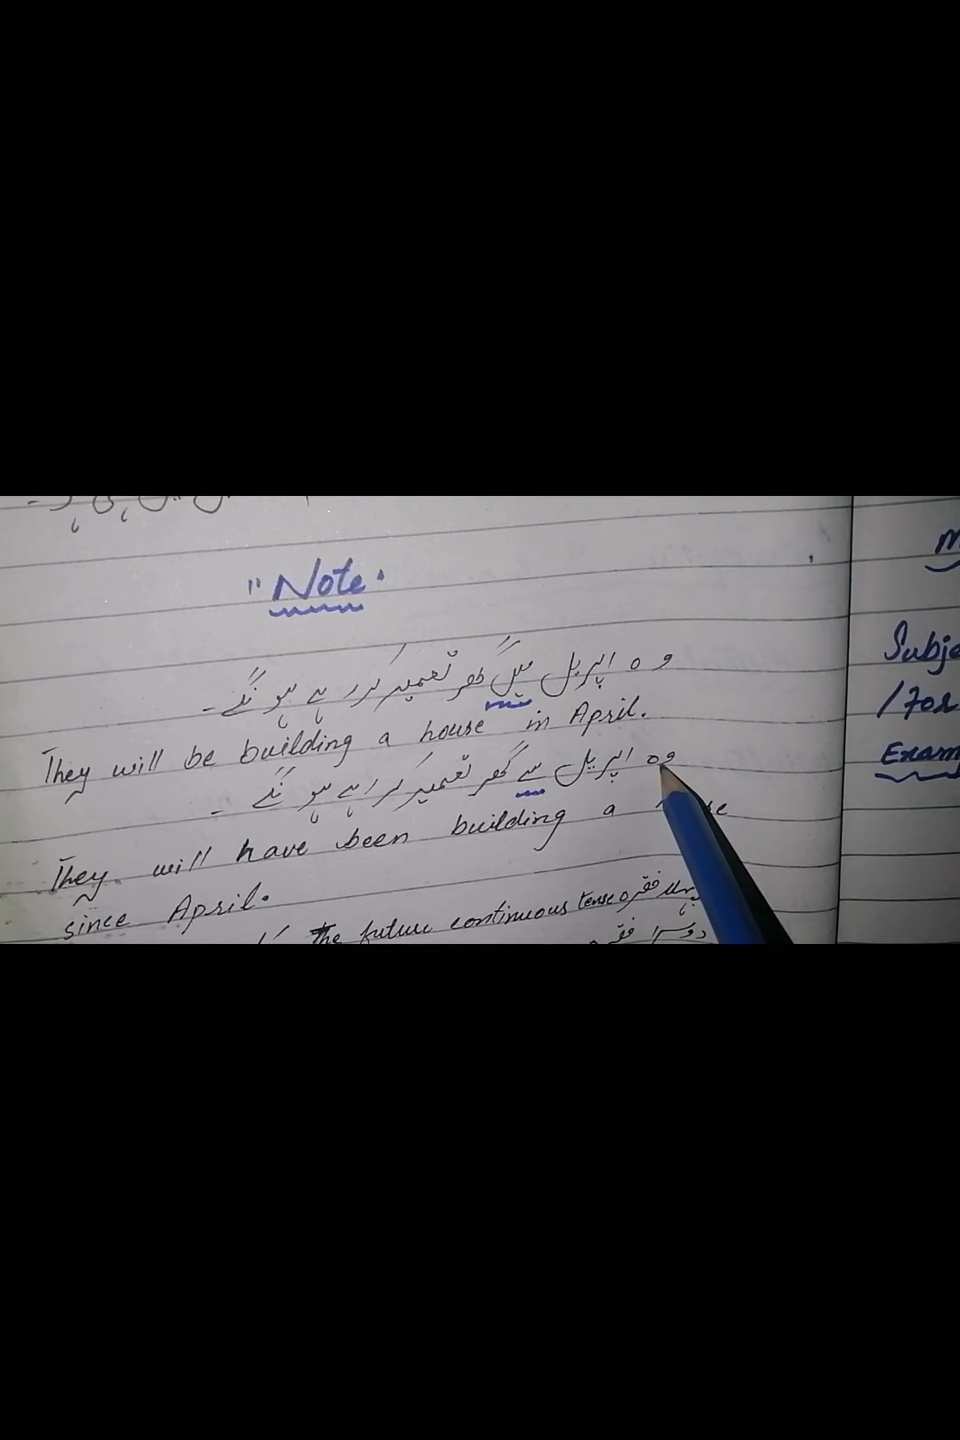 "Note"
وہ اپریل میں گھر تعمیر کر رہے ہونگے۔
They will be building a house in April.
وہ اپریل سے گھر تعمیر کر رہے ہونگے۔
They will have been building a
since April.
پہلا فقرہ The future continuous tense
دوسرا فقرہ
Subje
/For
Exam